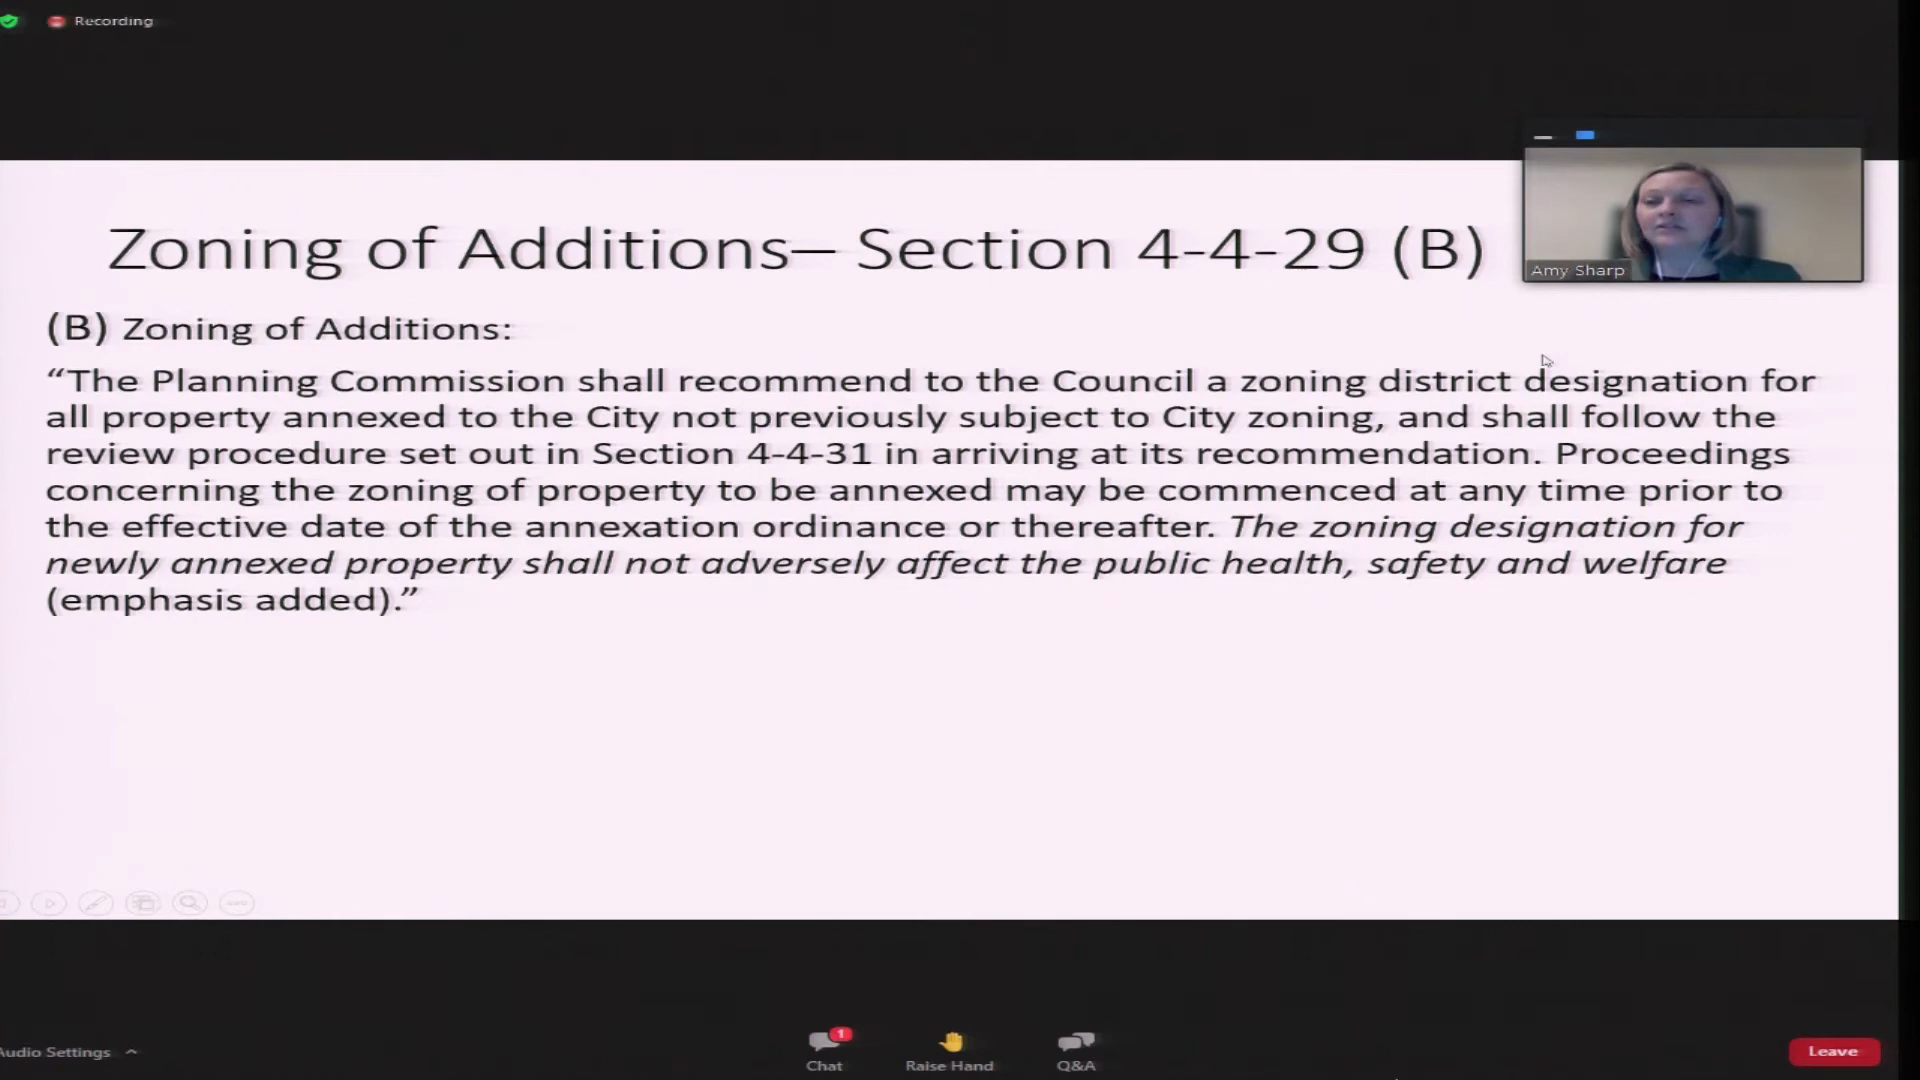 Recording
Amy Sharp
Zoning of Additions– Section 4-4-29 (B)
(B) Zoning of Additions:
“The Planning Commission shall recommend to the Council a zoning district designation for
all property annexed to the City not previously subject to City zoning, and shall follow the
review procedure set out in Section 4-4-31 in arriving at its recommendation. Proceedings
concerning the zoning of property to be annexed may be commenced at any time prior to
the effective date of the annexation ordinance or thereafter. The zoning designation for
newly annexed property shall not adversely affect the public health, safety and welfare
(emphasis added).”
Audio Settings
1
Chat
Raise Hand
Q&A
Leave